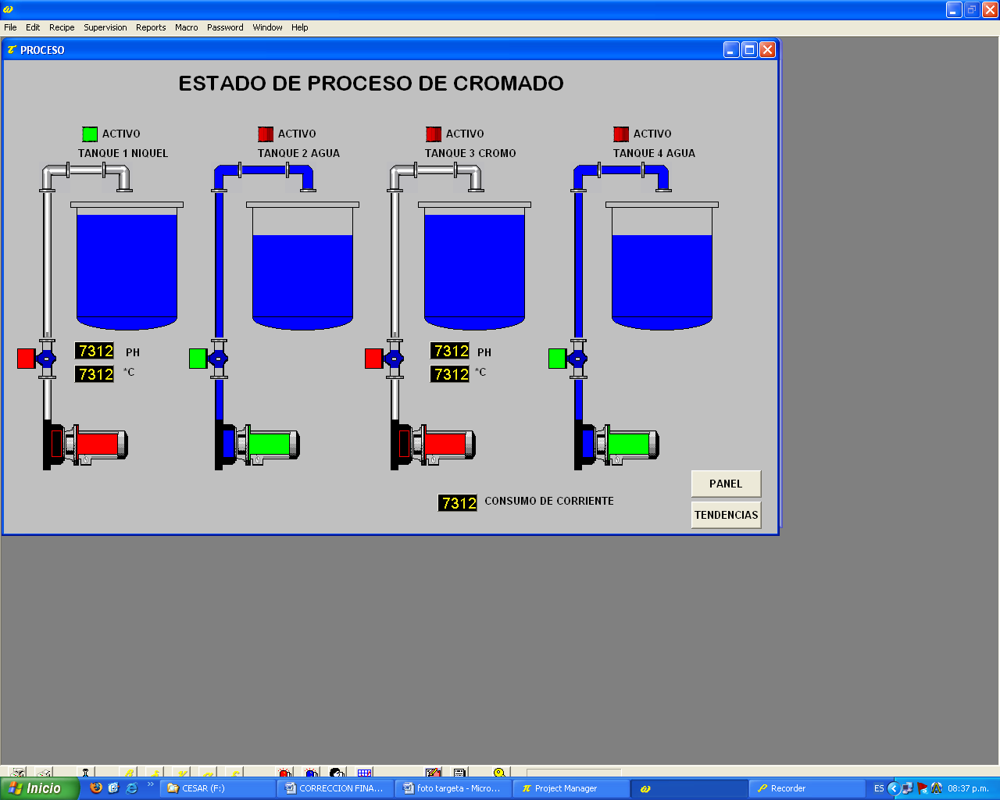 File Edit Recipe Supervision Reports Macro Password Window Help
PROCESO
ESTADO DE PROCESO DE CROMADO
ACTIVO ACTIVO ACTIVO ACTIVO
TANQUE 1 NIQUEL TANQUE 2 AGUA TANQUE 3 CROMO TANQUE 4 AGUA
7312 PH 7312 PH
7312 °C 7312 °C
7312 CONSUMO DE CORRIENTE
PANEL
TENDENCIAS
Inicio » CESAR (F:) CORRECCION FINA... foto targeta - Micro... Project Manager Recorder ES 08:37 p.m.